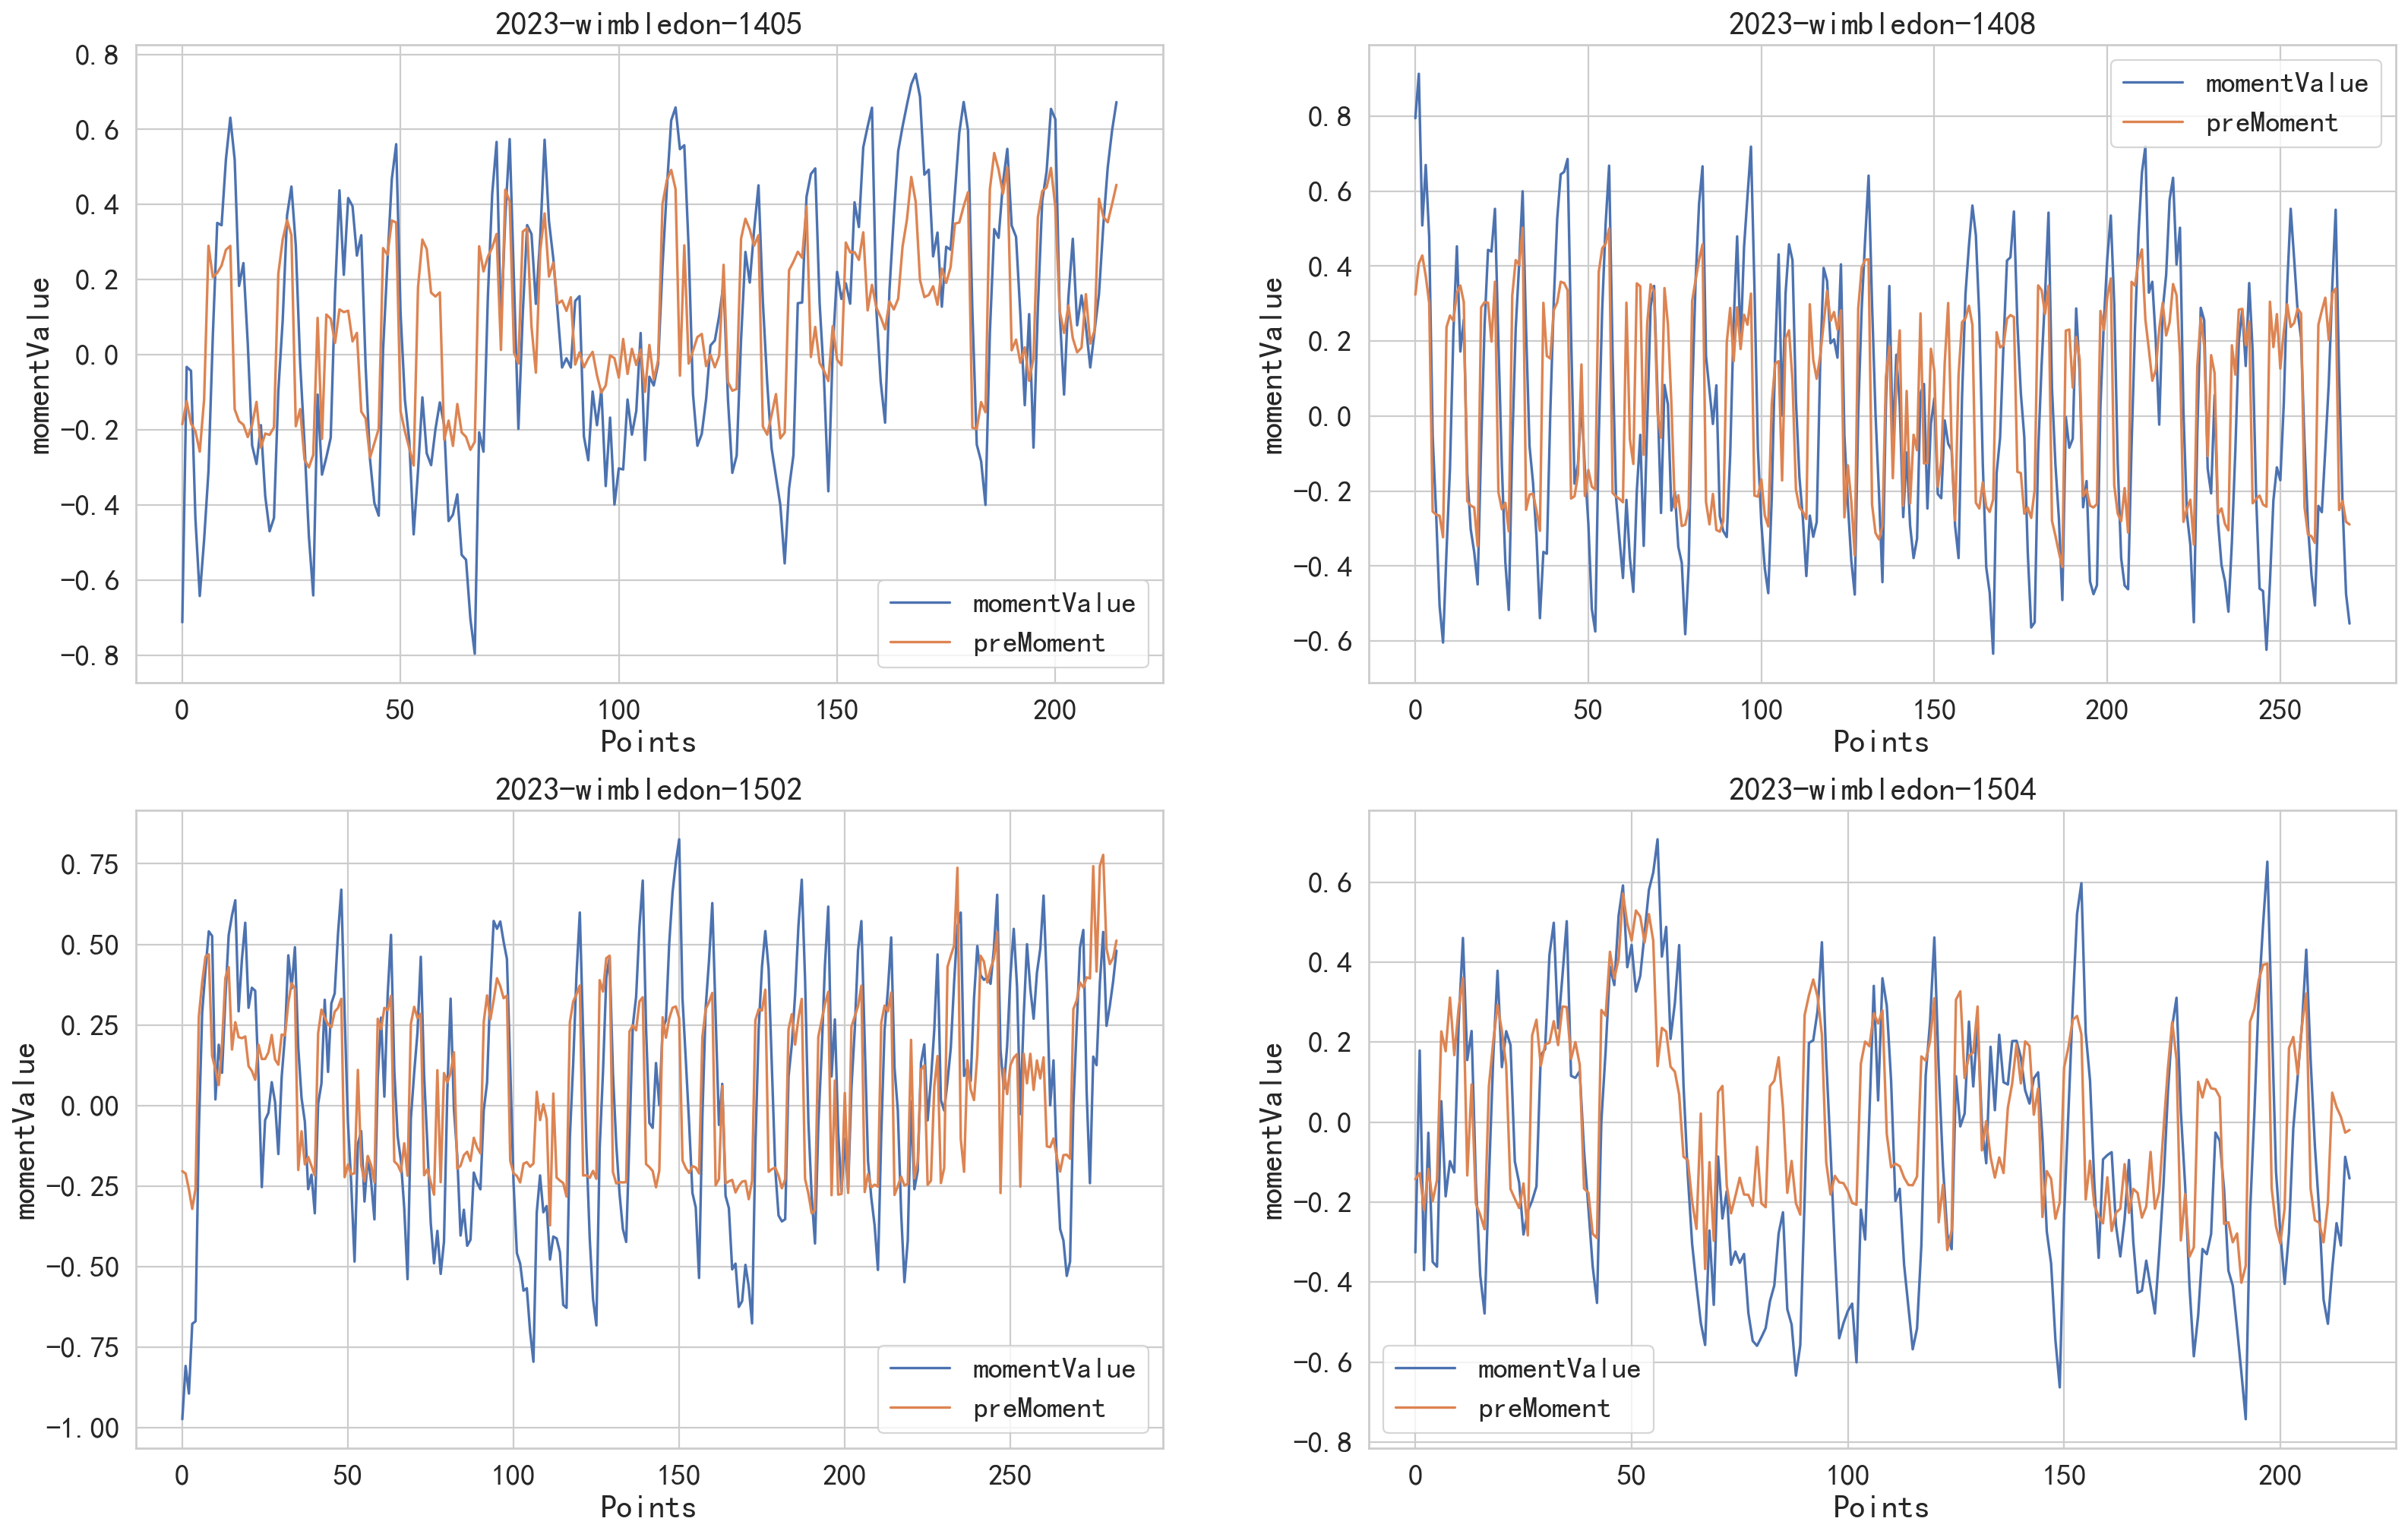 2023-wimbledon-1405
momentValue
0.8
0.6
0.4
0.2
0.0
-0.2
-0.4
-0.6
-0.8
0 50 100 150 200
Points
momentValue
preMoment
2023-wimbledon-1408
momentValue
0.8
0.6
0.4
0.2
0.0
-0.2
-0.4
-0.6
0 50 100 150 200 250
Points
momentValue
preMoment
2023-wimbledon-1502
momentValue
0.75
0.50
0.25
0.00
-0.25
-0.50
-0.75
-1.00
0 50 100 150 200 250
Points
momentValue
preMoment
2023-wimbledon-1504
momentValue
0.6
0.4
0.2
0.0
-0.2
-0.4
-0.6
-0.8
0 50 100 150 200
Points
momentValue
preMoment